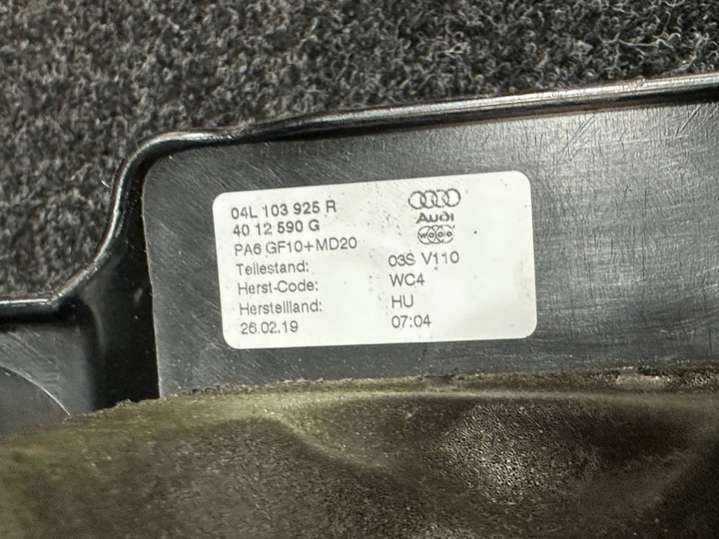 04L 103 925 R
40 12 590 G
PA6 GF10+MD20
Audi
Teilestand: 03S V110
Herst-Code: WC4
Herstellland: HU
26.02.19 07:04